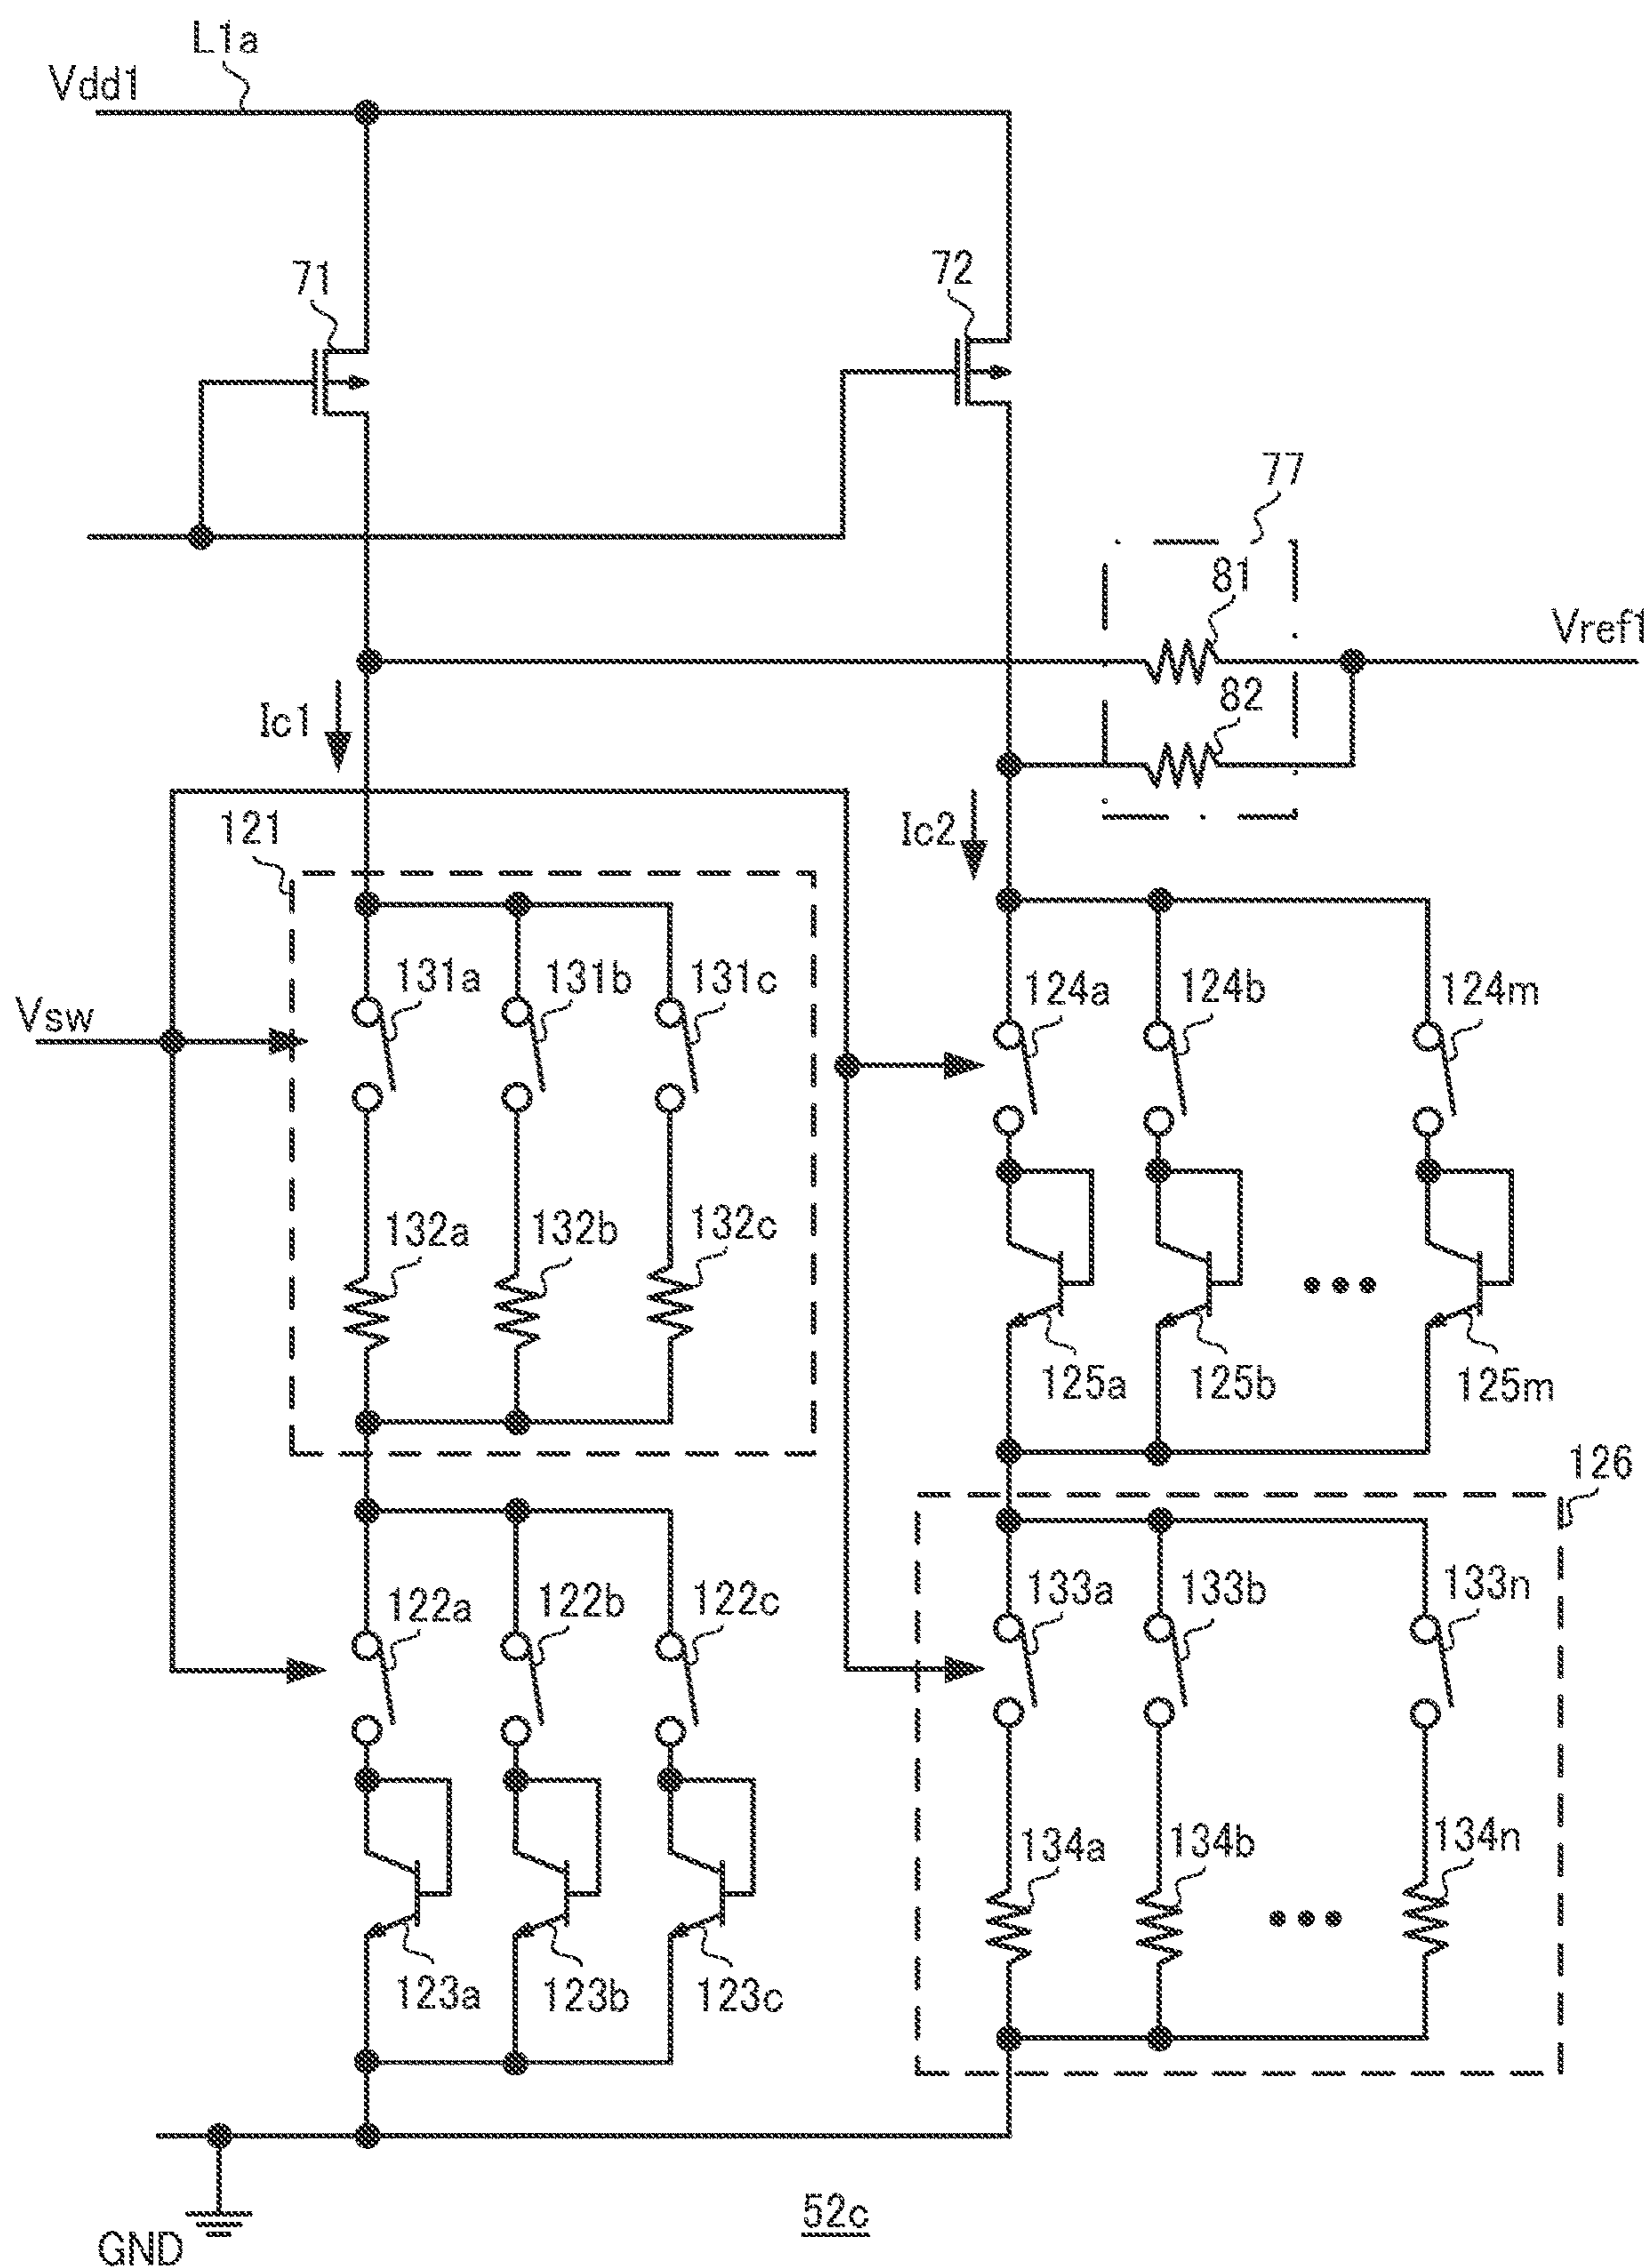 L1a
Vdd1
71
72
77
81
Vref1
82
Ic1
Ic2
121
131a
131b
131c
124a
124b
124m
Vsw
132a
132b
132c
125a
125b
125m
126
122a
122b
122c
133a
133b
133n
134a
134b
134n
123a
123b
123c
52c
GND